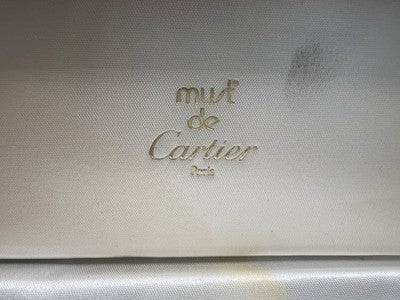 must
de
Cartier
Paris